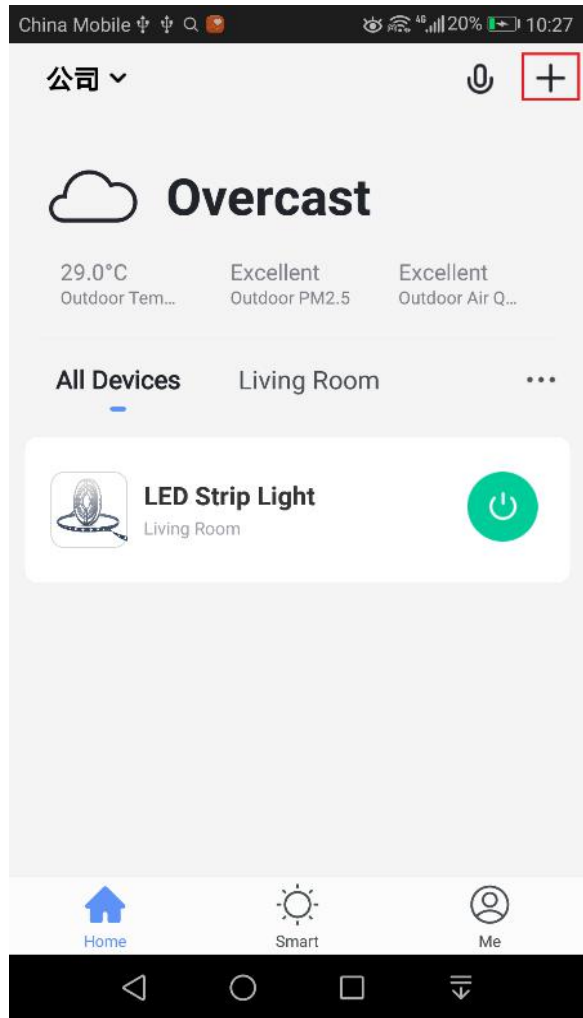 China Mobile 46 20% 10:27
公司
Overcast
29.0°C Excellent Excellent
Outdoor Tem... Outdoor PM2.5 Outdoor Air Q...
All Devices Living Room ...
LED Strip Light
Living Room
Home Smart Me